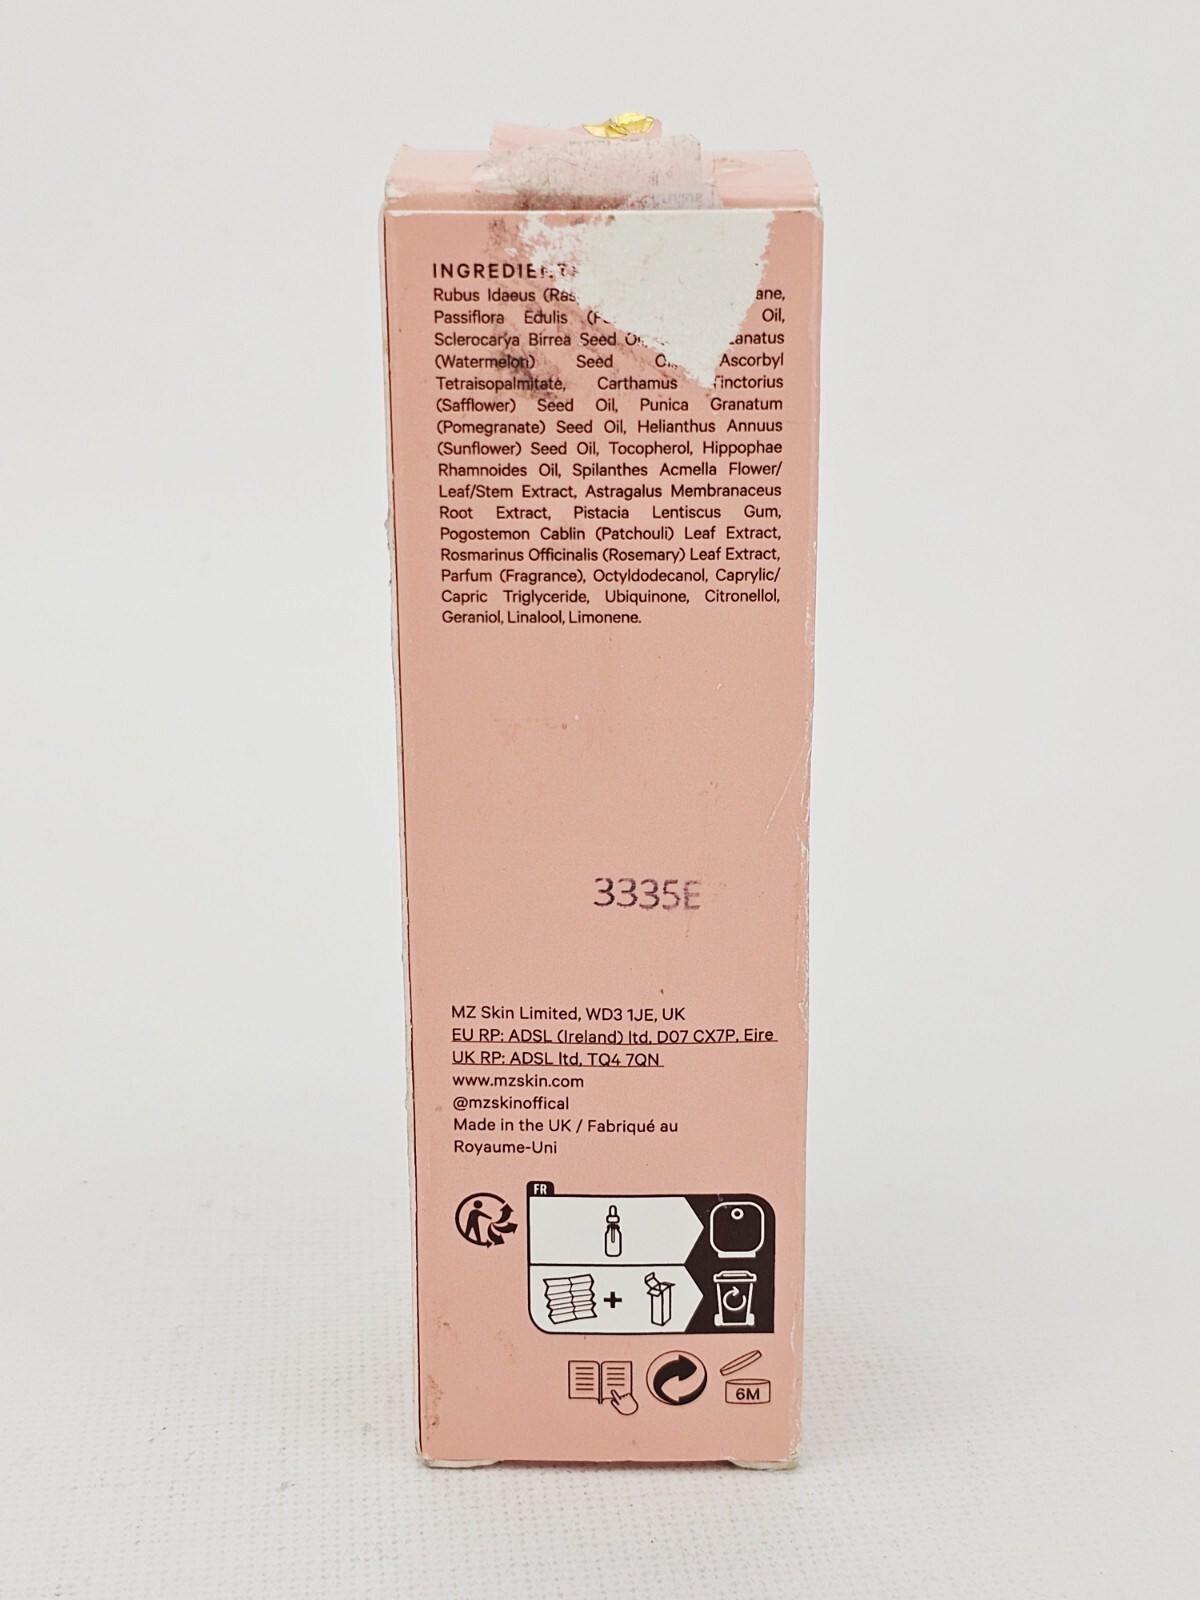 INGREDIENT
Rubus Idaeus (Ras ane,
Passiflora Edulis Oil,
Sclerocarya Birrea Seed Oil, anatus
(Watermelon) Seed Oil, Ascorbyl
Tetraisopalmitate, Carthamus Tinctorius
(Safflower) Seed Oil, Punica Granatum
(Pomegranate) Seed Oil, Helianthus Annuus
(Sunflower) Seed Oil, Tocopherol, Hippophae
Rhamnoides Oil, Spilanthes Acmella Flower/
Leaf/Stem Extract, Astragalus Membranaceus
Root Extract, Pistacia Lentiscus Gum,
Pogostemon Cablin (Patchouli) Leaf Extract,
Rosmarinus Officinalis (Rosemary) Leaf Extract,
Parfum (Fragrance), Octyldodecanol, Caprylic/
Capric Triglyceride, Ubiquinone, Citronellol,
Geraniol, Linalool, Limonene.
3335E
MZ Skin Limited, WD3 1JE, UK
EU RP: ADSL (Ireland) ltd, D07 CX7P, Eire
UK RP: ADSL ltd, TQ4 7QN
www.mzskin.com
@mzskinoffical
Made in the UK / Fabriqué au
Royaume-Uni
FR
+
6M